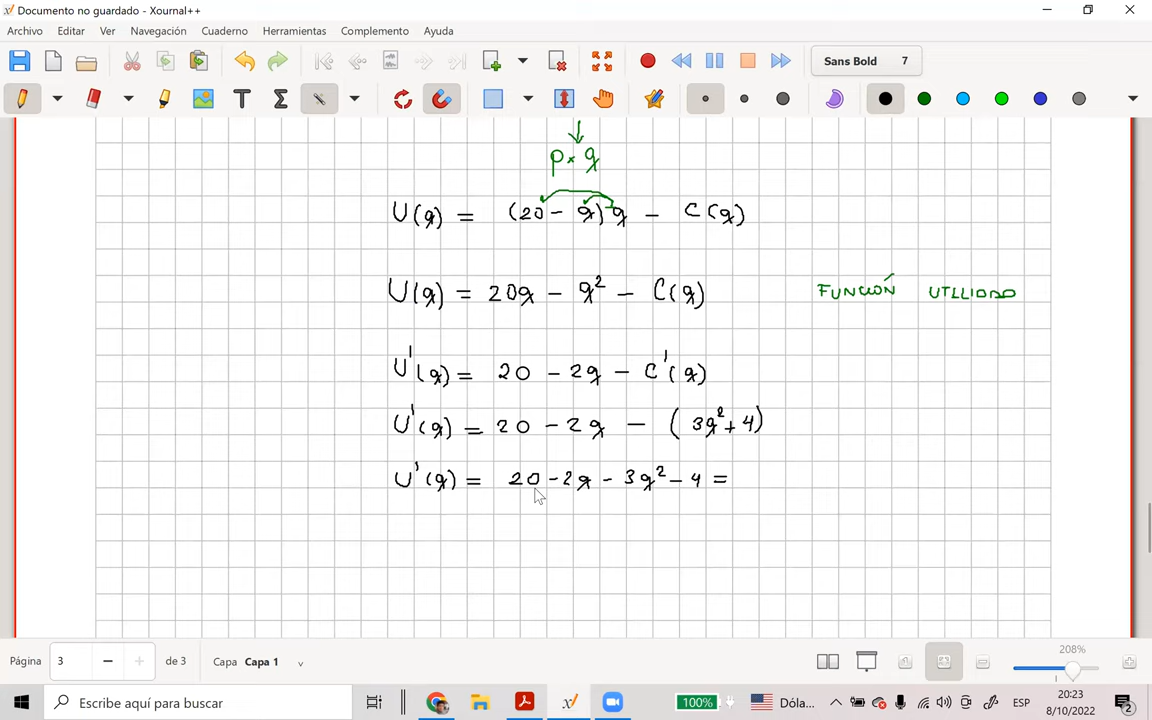 Documento no guardado - Xournal++
Archivo Editar Ver Navegación Cuaderno Herramientas Complemento Ayuda
Sans Bold 7
p × q
U(q) = (20 - q)q - C(q)
U(q) = 20q - q² - C(q) FUNCIÓN UTILIDAD
U'(q) = 20 - 2q - C'(q)
U'(q) = 20 - 2q - (3q² + 4)
U'(q) = 20 - 2q - 3q² - 4 =
Página 3 de 3 Capa Capa 1
208%
Escribe aquí para buscar
100%
Dóla...
ESP
20:23
8/10/2022
2